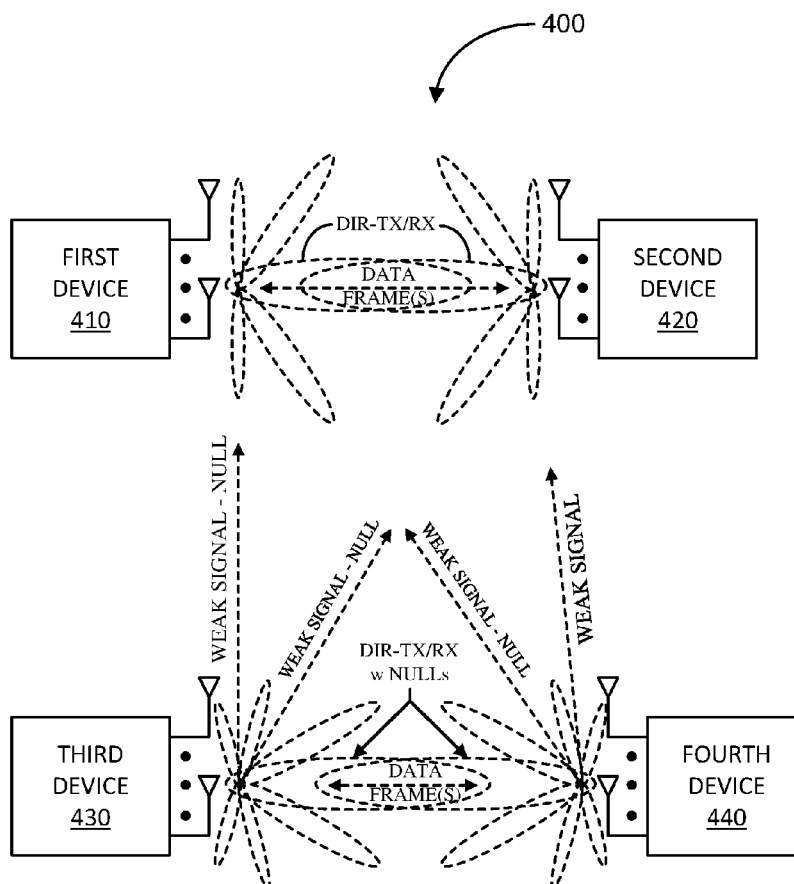 400
DIR-TX/RX
FIRST
DEVICE
410
DATA
FRAME(S)
SECOND
DEVICE
420
WEAK SIGNAL - NULL
WEAK SIGNAL - NULL
WEAK SIGNAL - NULL
WEAK SIGNAL
DIR-TX/RX
w NULLs
THIRD
DEVICE
430
DATA
FRAME(S)
FOURTH
DEVICE
440